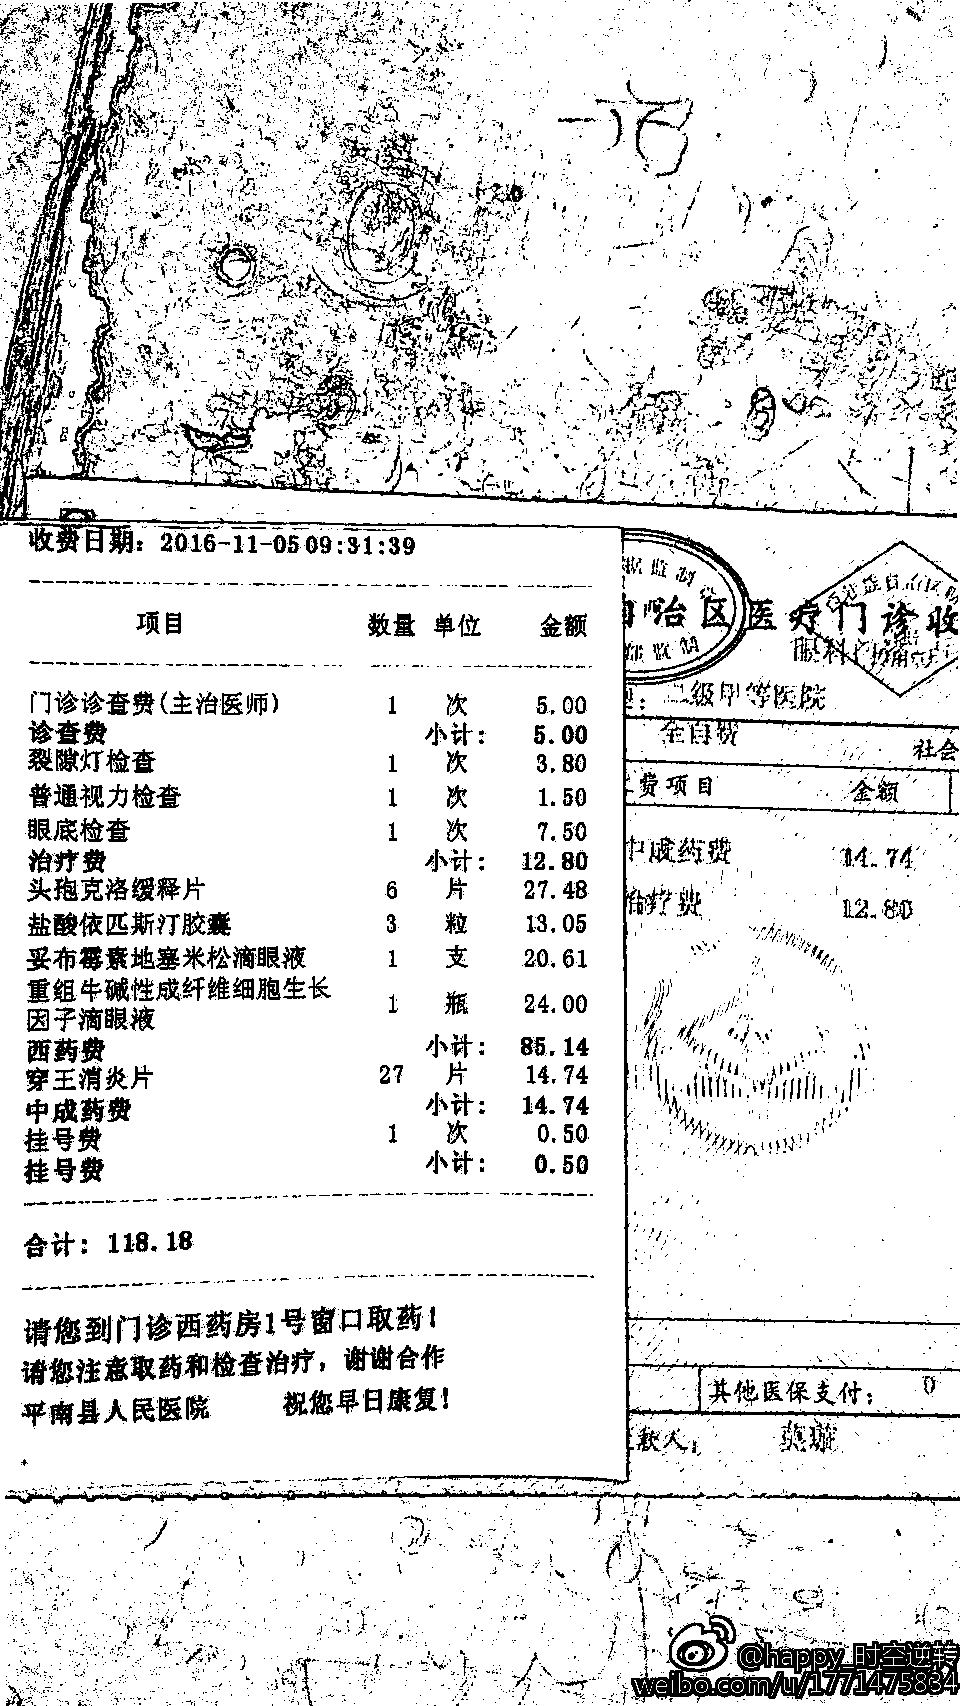 收费日期: 2016-11-05 09:31:39
项目 数量 单位 金额
门诊诊查费(主治医师) 1 次 5.00
诊查费 小计: 5.00
裂隙灯检查 1 次 3.80
普通视力检查 1 次 1.50
眼底检查 1 次 7.50
治疗费 小计: 12.80
头孢克洛缓释片 6 片 27.48
盐酸依匹斯汀胶囊 3 粒 13.05
妥布霉素地塞米松滴眼液 1 支 20.61
重组牛碱性成纤维细胞生长
因子滴眼液 1 瓶 24.00
西药费 小计: 85.14
穿王消炎片 27 片 14.74
中成药费 小计: 14.74
挂号费 1 次 0.50
挂号费 小计: 0.50
合计: 118.18
请您到门诊西药房1号窗口取药!
请您注意取药和检查治疗, 谢谢合作
平南县人民医院 祝您早日康复!
治区医疗门诊收
眼科门诊
二级甲等医院
全自费
社会
费项目 金额
中成药费 14.74
治疗费 12.80
其他医保支付: 0
款人:
@happy_时空逆转
weibo.com/u/1771475834